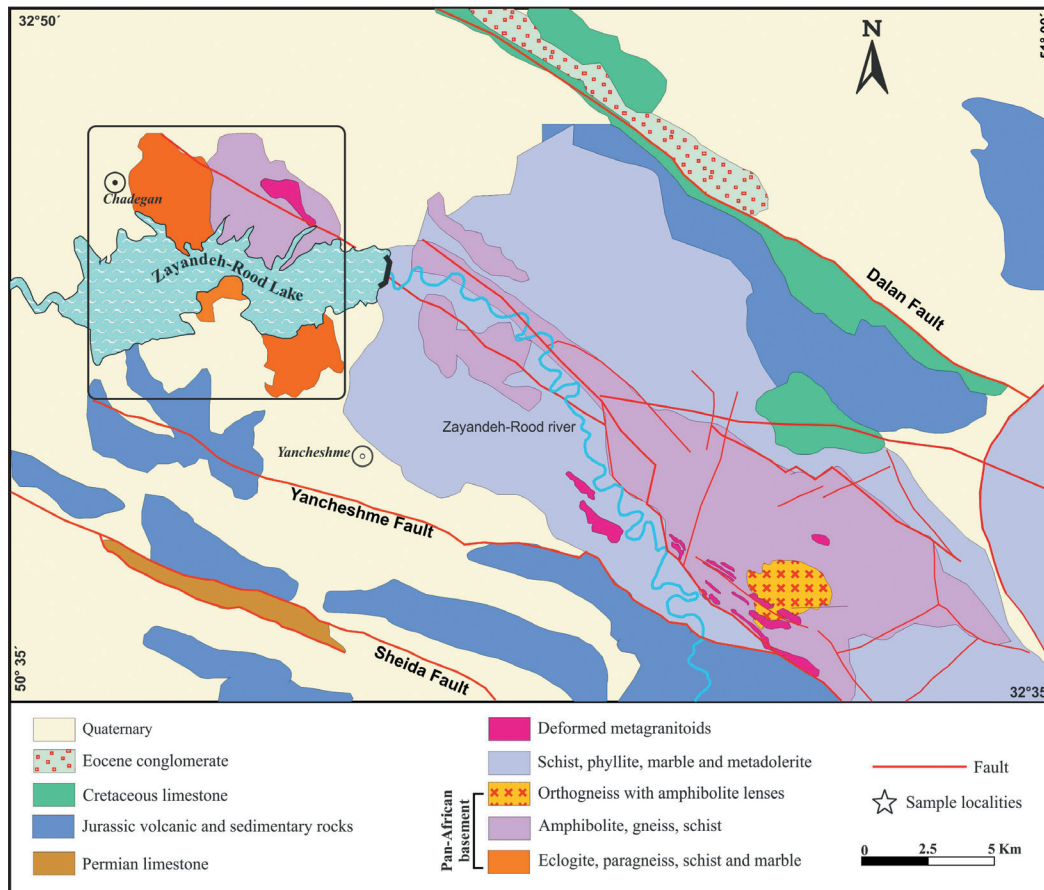 32°50´
51° 00´
N
Chadegan
Zayandeh-Rood Lake
Dalan Fault
Zayandeh-Rood river
Yancheshme
Yancheshme Fault
Sheida Fault
50° 35´
32°35´
Quaternary
Eocene conglomerate
Cretaceous limestone
Jurassic volcanic and sedimentary rocks
Permian limestone
Deformed metagranitoids
Schist, phyllite, marble and metadolerite
Pan-African
basement
Orthogneiss with amphibolite lenses
Amphibolite, gneiss, schist
Eclogite, paragneiss, schist and marble
Fault
Sample localities
0 2.5 5 Km